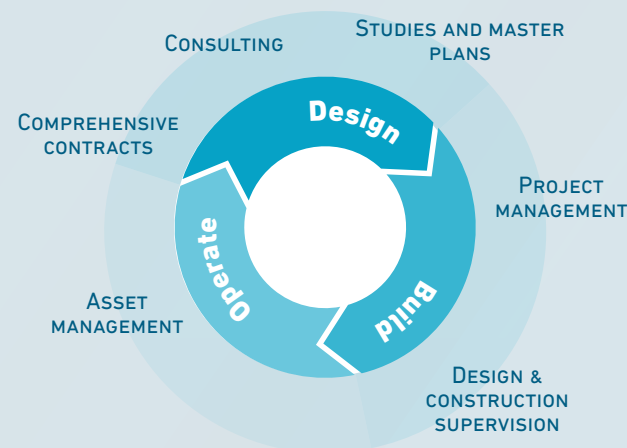 Consulting
Studies and master
plans
Design
Comprehensive
contracts
Project
management
Operate
Build
Asset
management
Design &
construction
supervision